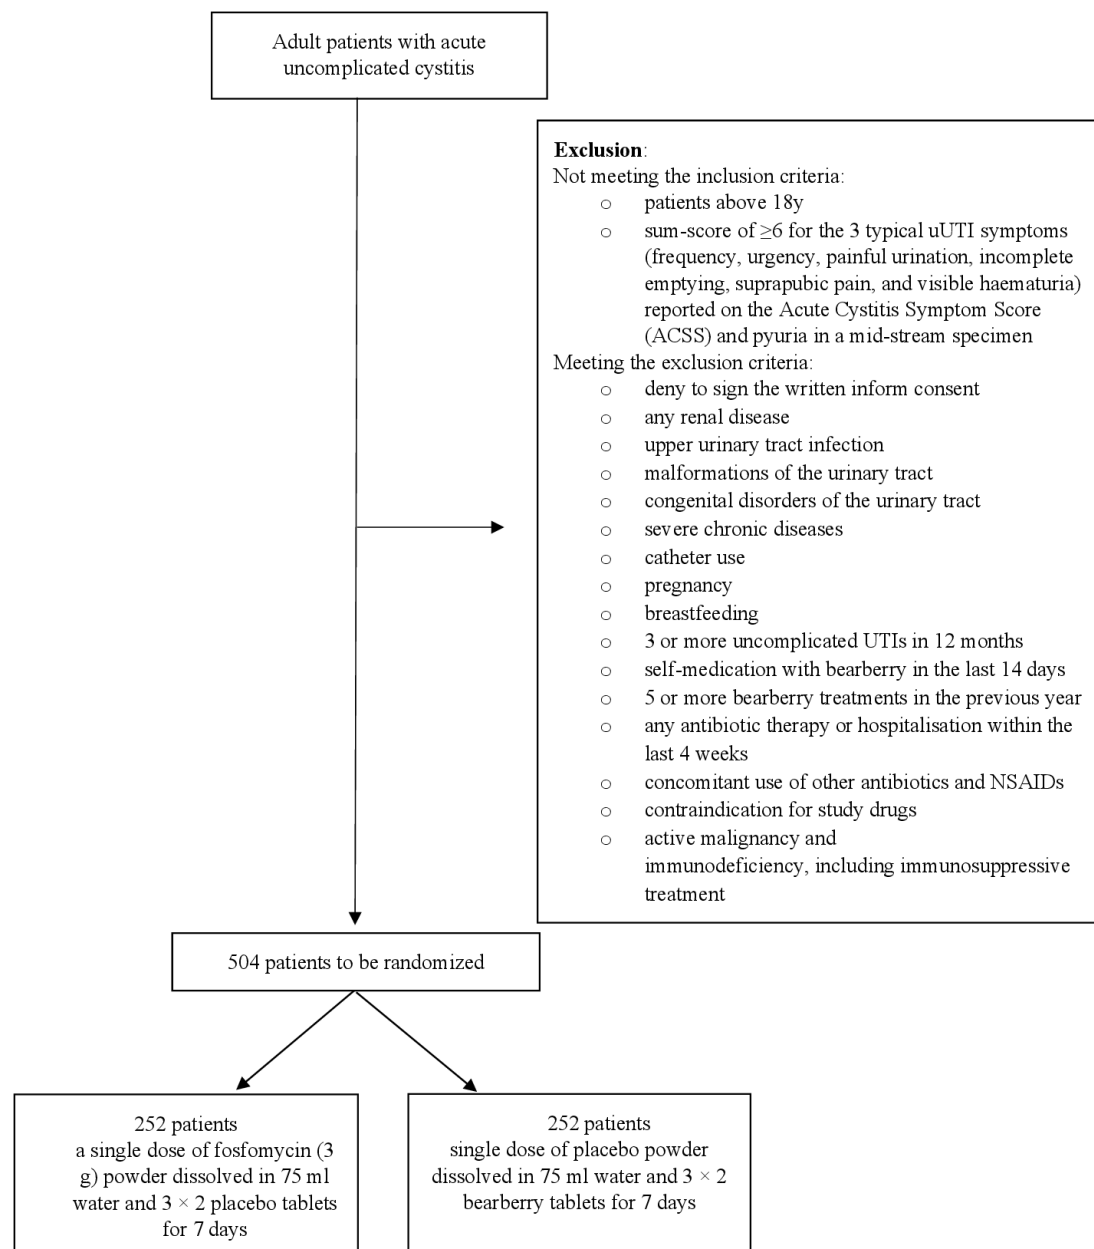 Adult patients with acute
uncomplicated cystitis
Exclusion:
Not meeting the inclusion criteria:
o patients above 18y
o sum-score of ≥6 for the 3 typical uUTI symptoms
(frequency, urgency, painful urination, incomplete
emptying, suprapubic pain, and visible haematuria)
reported on the Acute Cystitis Symptom Score
(ACSS) and pyuria in a mid-stream specimen
Meeting the exclusion criteria:
o deny to sign the written inform consent
o any renal disease
o upper urinary tract infection
o malformations of the urinary tract
o congenital disorders of the urinary tract
o severe chronic diseases
o catheter use
o pregnancy
o breastfeeding
o 3 or more uncomplicated UTIs in 12 months
o self-medication with bearberry in the last 14 days
o 5 or more bearberry treatments in the previous year
o any antibiotic therapy or hospitalisation within the
last 4 weeks
o concomitant use of other antibiotics and NSAIDs
o contraindication for study drugs
o active malignancy and
immunodeficiency, including immunosuppressive
treatment
504 patients to be randomized
252 patients
a single dose of fosfomycin (3
g) powder dissolved in 75 ml
water and 3 × 2 placebo tablets
for 7 days
252 patients
single dose of placebo powder
dissolved in 75 ml water and 3 × 2
bearberry tablets for 7 days